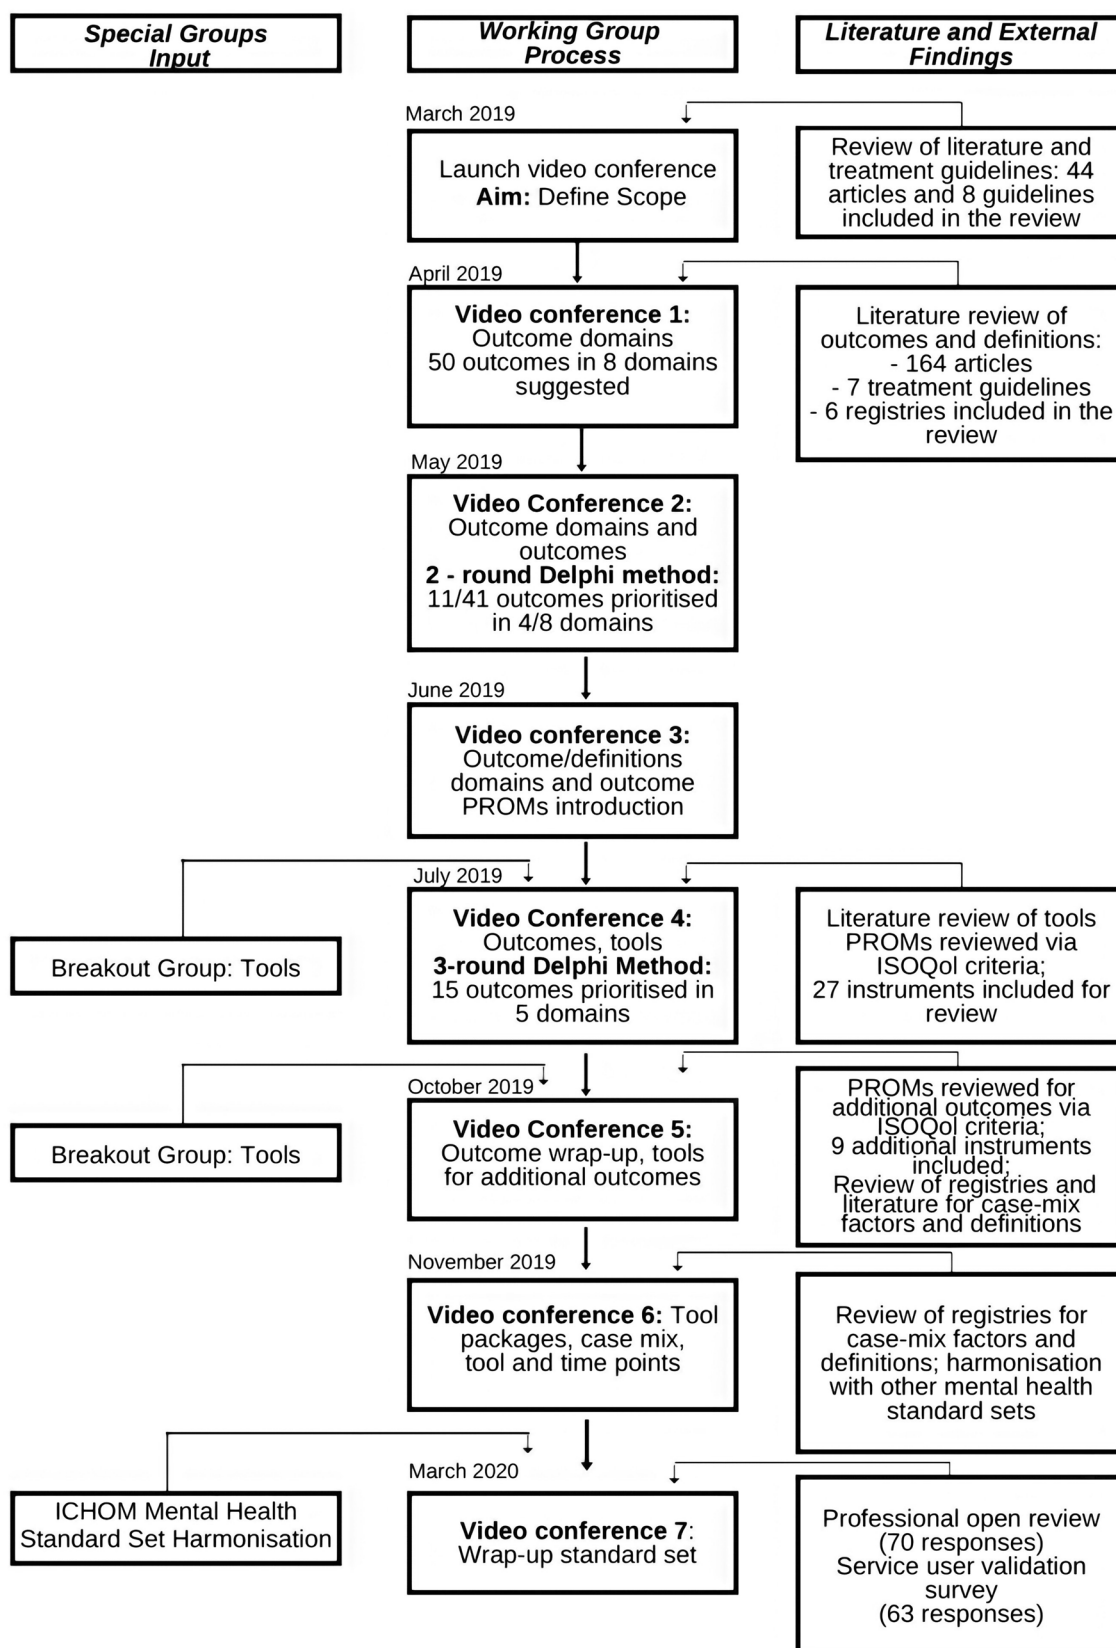 Special Groups
Input
Working Group
Process
Literature and External
Findings
March 2019
Launch video conference
Aim: Define Scope
Review of literature and
treatment guidelines: 44
articles and 8 guidelines
included in the review
April 2019
Video conference 1:
Outcome domains
50 outcomes in 8 domains
suggested
Literature review of
outcomes and definitions:
- 164 articles
- 7 treatment guidelines
- 6 registries included in the
review
May 2019
Video Conference 2:
Outcome domains and
outcomes
2 - round Delphi method:
11/41 outcomes prioritised
in 4/8 domains
June 2019
Video conference 3:
Outcome/definitions
domains and outcome
PROMs introduction
July 2019
Breakout Group: Tools
Video Conference 4:
Outcomes, tools
3-round Delphi Method:
15 outcomes prioritised in
5 domains
Literature review of tools
PROMs reviewed via
ISOQol criteria;
27 instruments included for
review
October 2019
Breakout Group: Tools
Video Conference 5:
Outcome wrap-up, tools
for additional outcomes
PROMs reviewed for
additional outcomes via
ISOQol criteria;
9 additional instruments
included;
Review of registries and
literature for case-mix
factors and definitions
November 2019
Video conference 6: Tool
packages, case mix,
tool and time points
Review of registries for
case-mix factors and
definitions; harmonisation
with other mental health
standard sets
March 2020
ICHOM Mental Health
Standard Set Harmonisation
Video conference 7:
Wrap-up standard set
Professional open review
(70 responses)
Service user validation
survey
(63 responses)